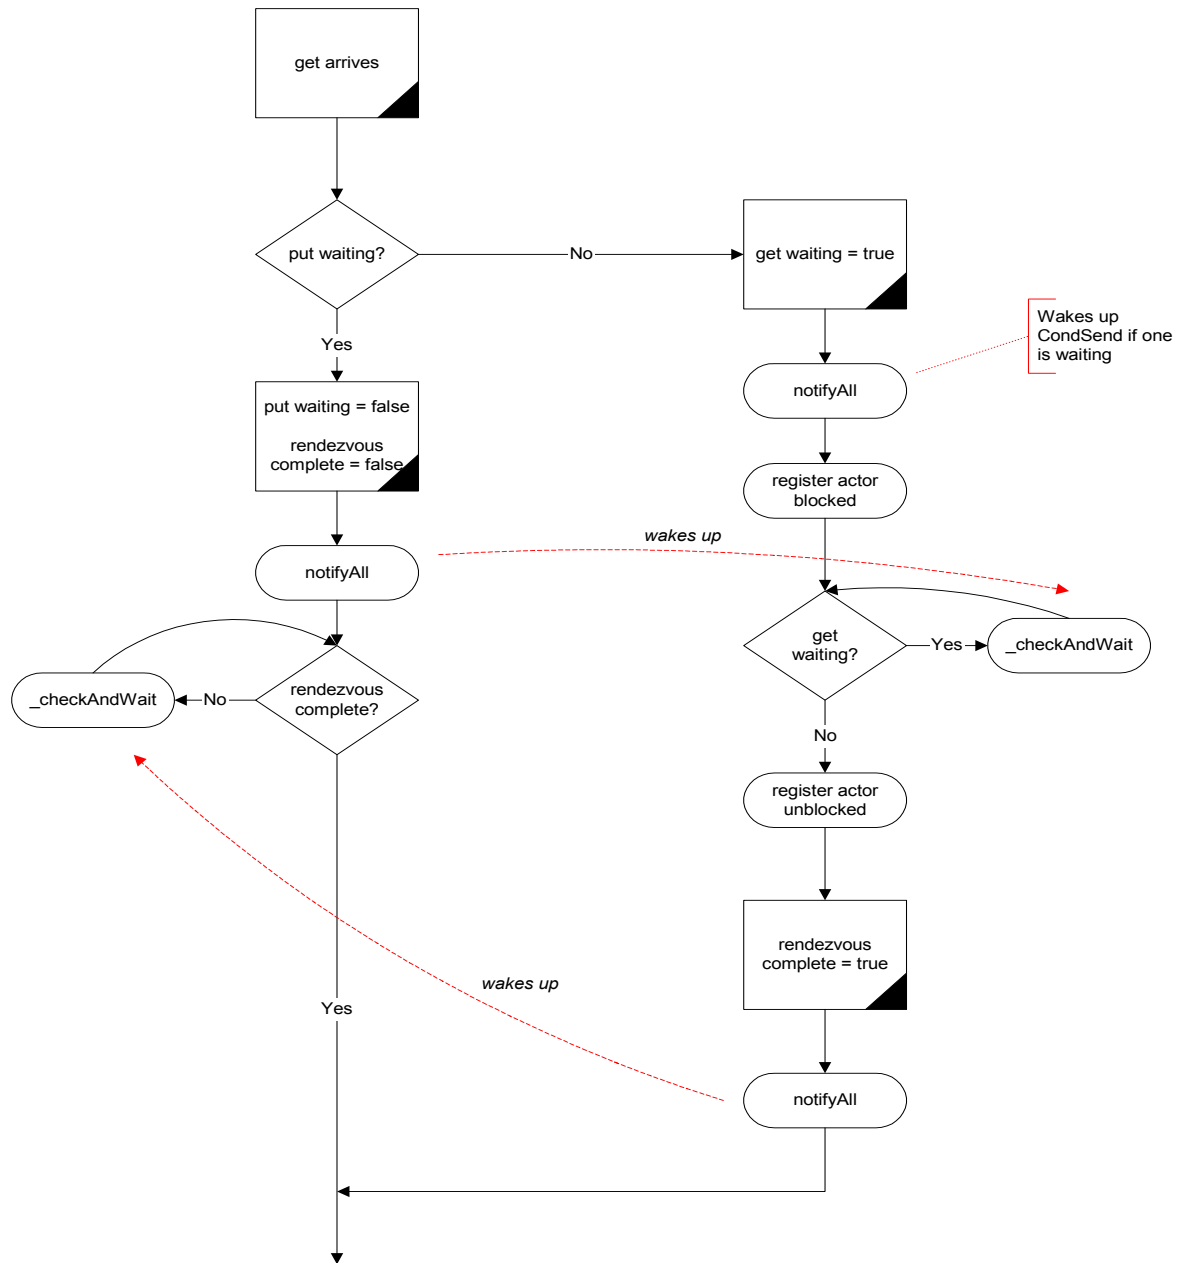 get arrives
put waiting?
No
get waiting = true
Wakes up
CondSend if one
is waiting
Yes
notifyAll
put waiting = false
rendezvous
complete = false
register actor
blocked
wakes up
notifyAll
get
waiting?
Yes
_checkAndWait
_checkAndWait
No
rendezvous
complete?
No
register actor
unblocked
rendezvous
complete = true
wakes up
Yes
notifyAll